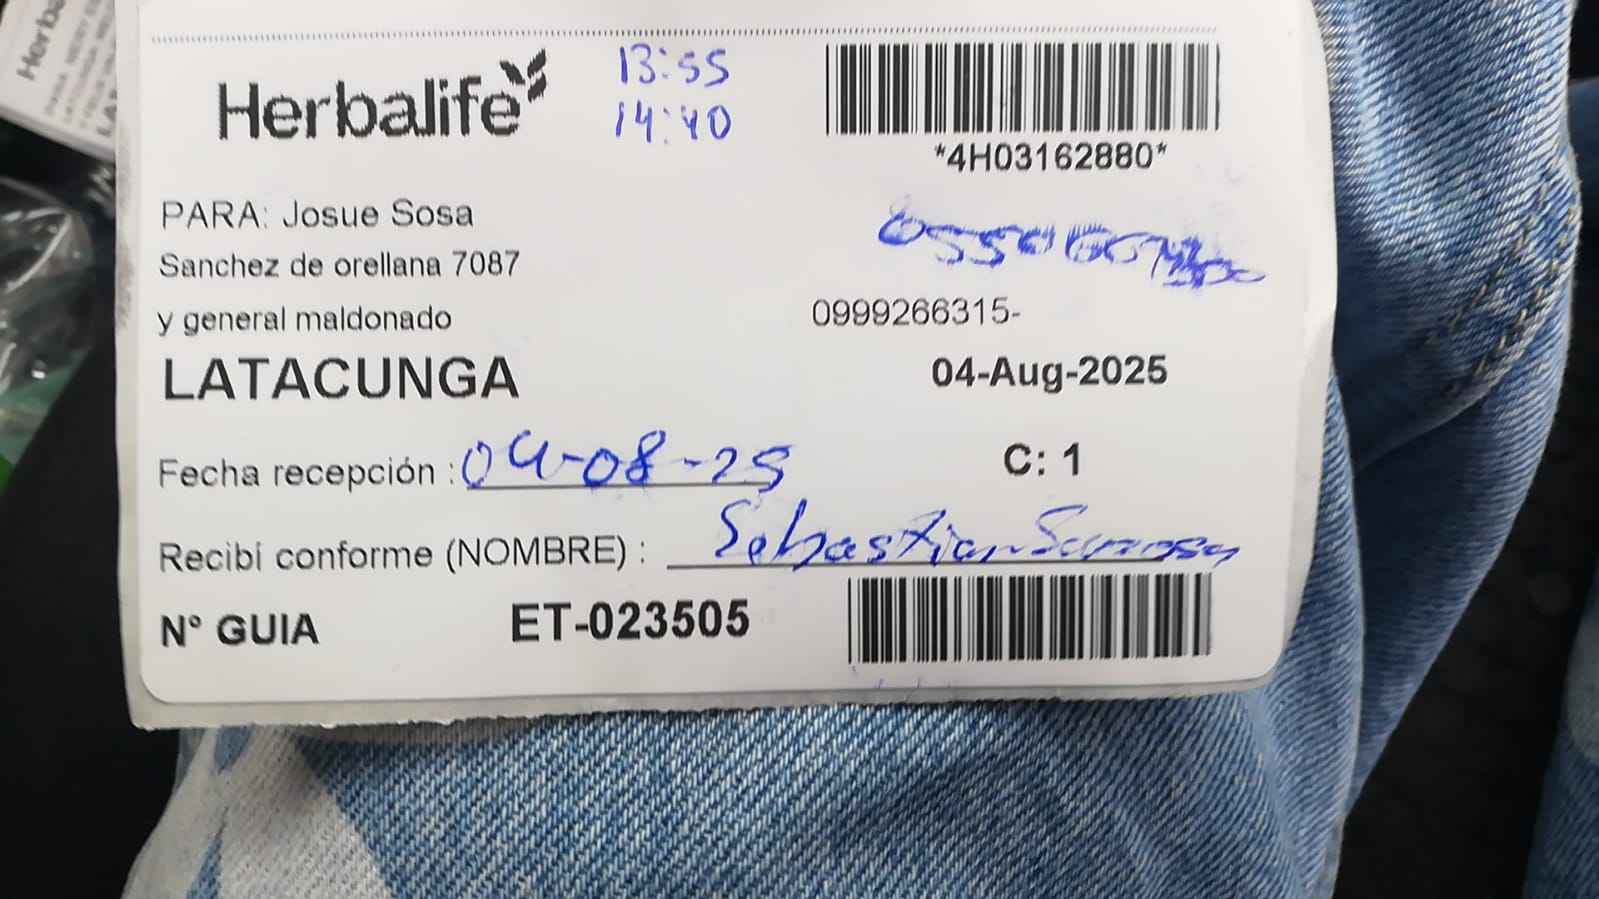 Herbalife
13:55
14:40
*4H03162880*
PARA: Josue Sosa
Sanchez de orellana 7087
y general maldonado
0999266315-
LATACUNGA
04-Aug-2025
Fecha recepción : 04-08-25
C: 1
Recibí conforme (NOMBRE) : Sebastian
N° GUIA ET-023505